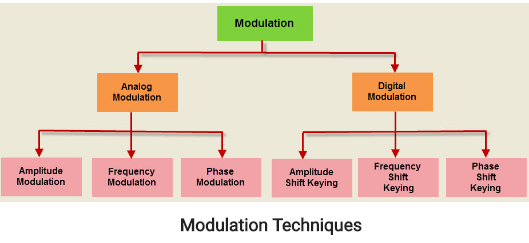 Modulation
Analog
Modulation
Digital
Modulation
Amplitude
Modulation
Frequency
Modulation
Phase
Modulation
Amplitude
Shift Keying
Frequency
Shift
Keying
Phase
Shift
Keying
Modulation Techniques